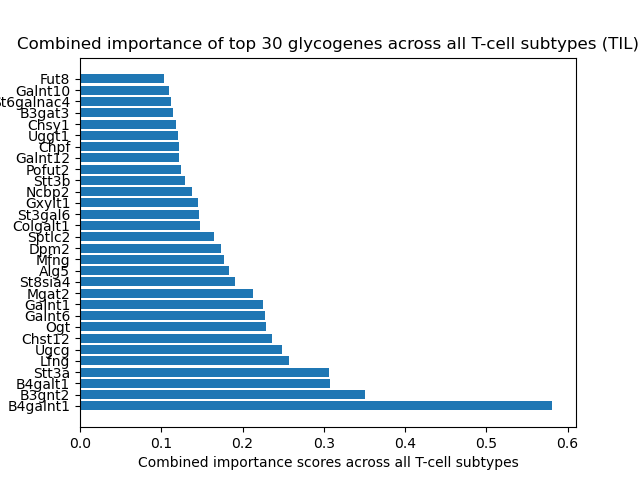 Combined importance of top 30 glycogenes across all T-cell subtypes (TIL)
Fut8
Galnt10
St6galnac4
B3gat3
Chsy1
Uggt1
Chpf
Galnt12
Pofut2
Stt3b
Ncbp2
Gxylt1
St3gal6
Colgalt1
Sptlc2
Dpm2
Mfng
Alg5
St8sia4
Mgat2
Galnt1
Galnt6
Ogt
Chst12
Ugcg
Lfng
Stt3a
B4galt1
B3gnt2
B4galnt1
0.0 0.1 0.2 0.3 0.4 0.5 0.6
Combined importance scores across all T-cell subtypes